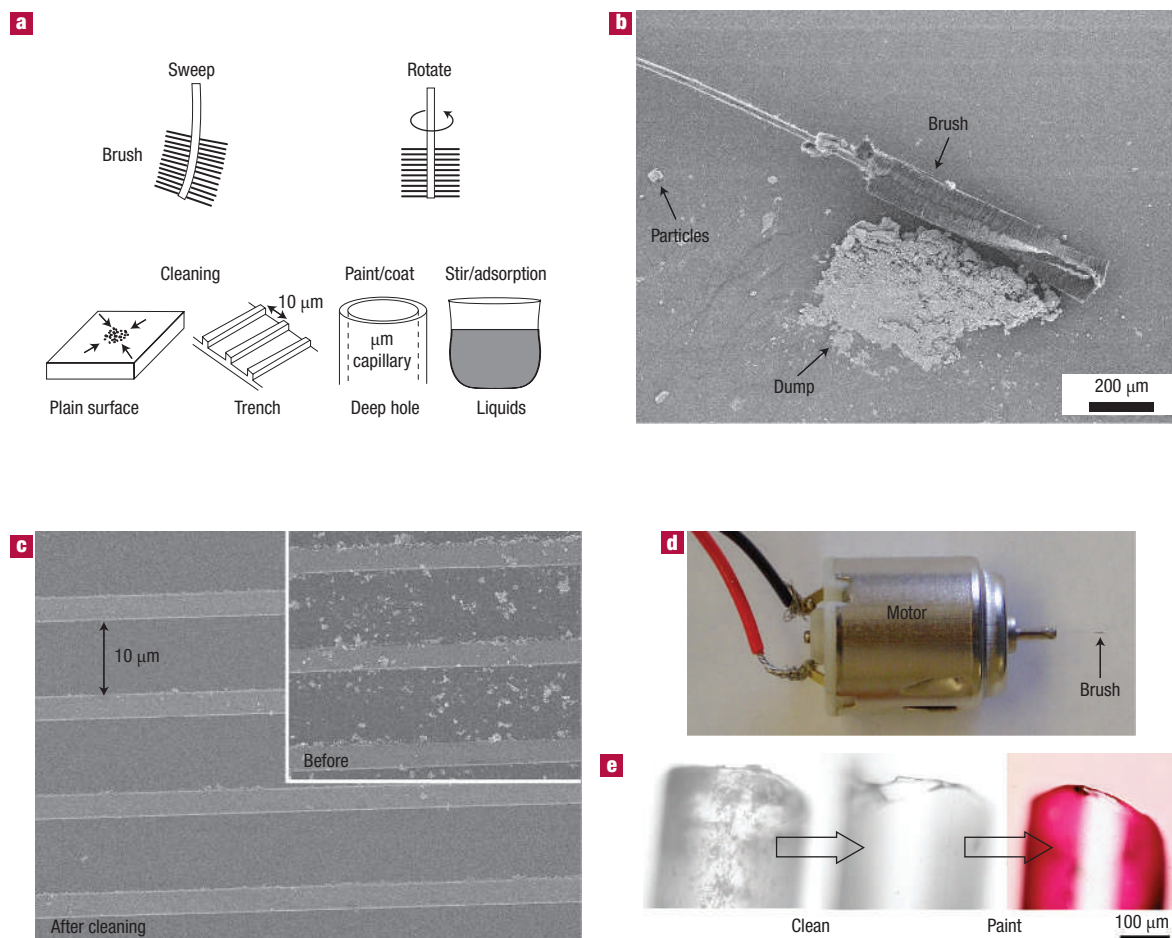 a
Sweep
Rotate
Brush
Cleaning
Paint/coat
Stir/adsorption
10 μm
μm
capillary
Plain surface
Trench
Deep hole
Liquids
b
Brush
Particles
Dump
200 μm
c
10 μm
Before
After cleaning
d
Motor
Brush
e
Clean
Paint
100 μm